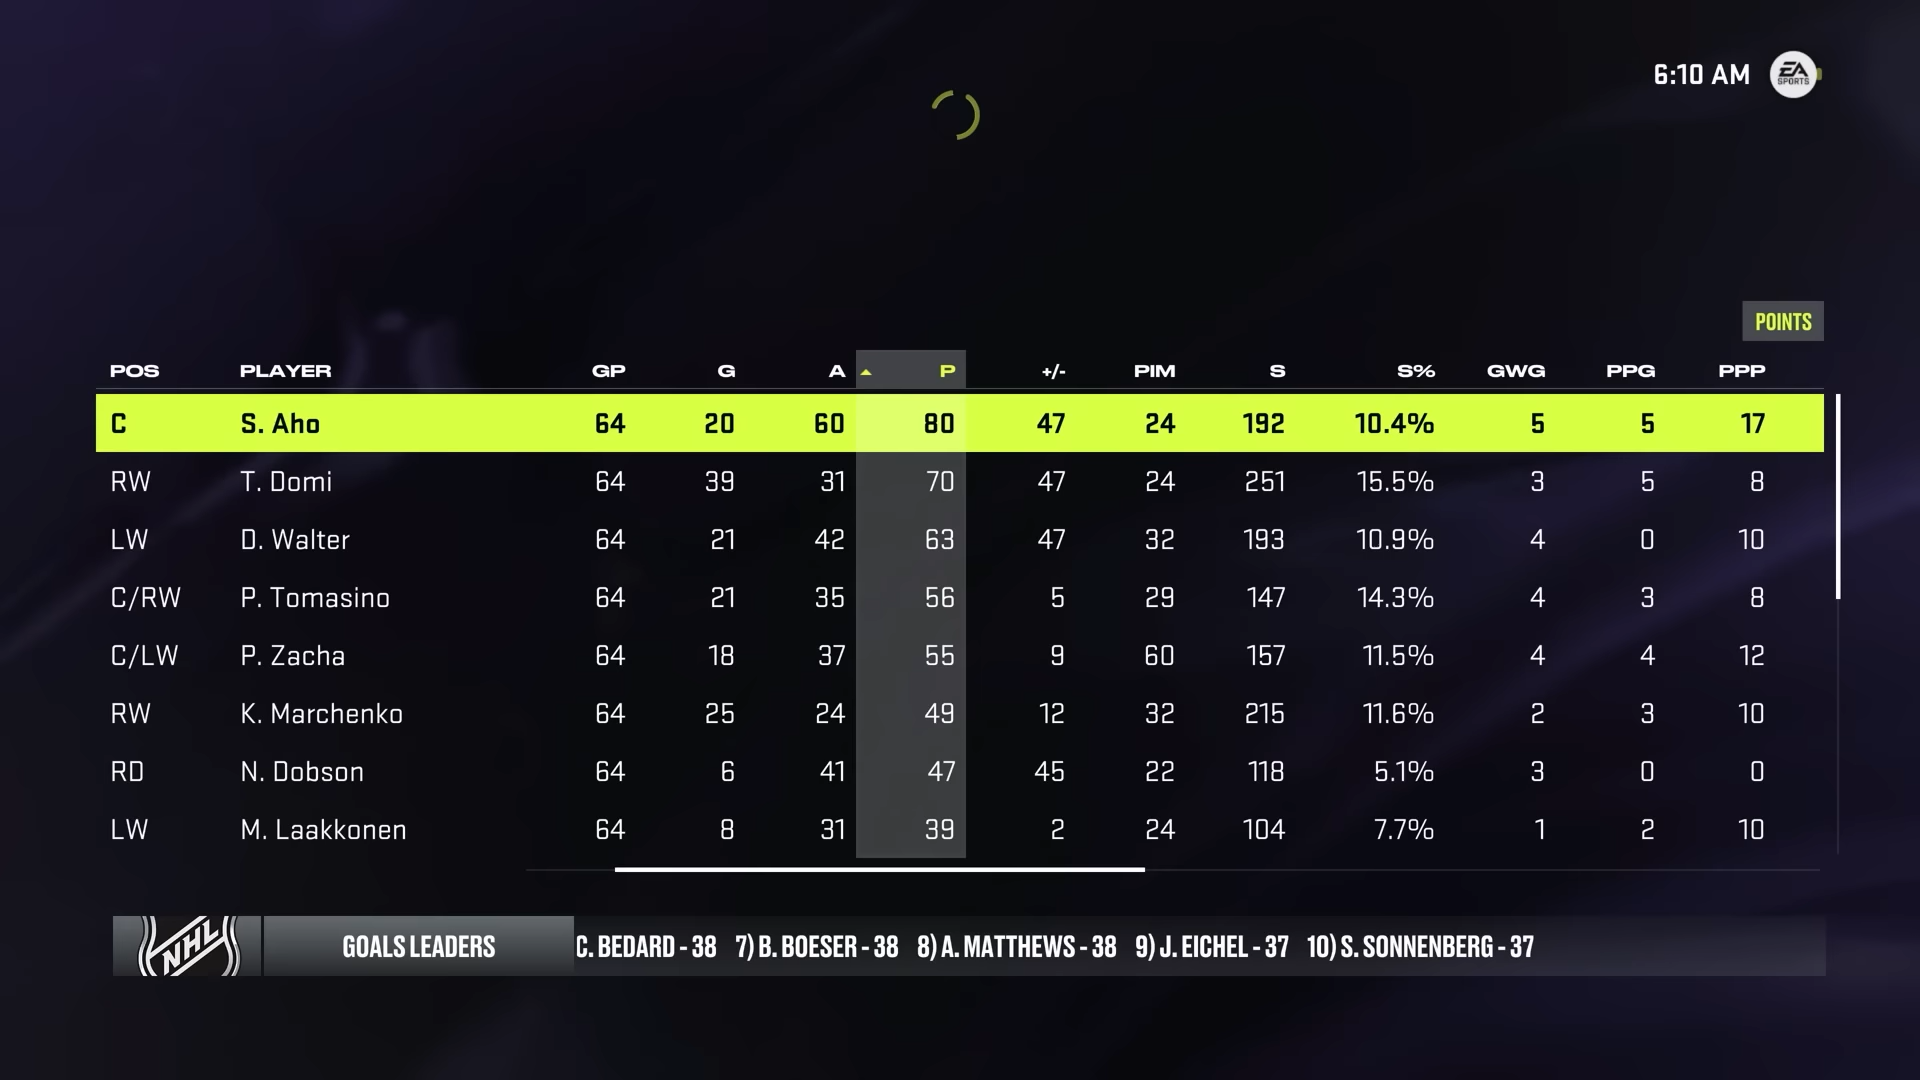 6:10 AM EA SPORTS
POINTS
POS PLAYER GP G A P +/- PIM S S% GWG PPG PPP
C S. Aho 64 20 60 80 47 24 192 10.4% 5 5 17
RW T. Domi 64 39 31 70 47 24 251 15.5% 3 5 8
LW D. Walter 64 21 42 63 47 32 193 10.9% 4 0 10
C/RW P. Tomasino 64 21 35 56 5 29 147 14.3% 4 3 8
C/LW P. Zacha 64 18 37 55 9 60 157 11.5% 4 4 12
RW K. Marchenko 64 25 24 49 12 32 215 11.6% 2 3 10
RD N. Dobson 64 6 41 47 45 22 118 5.1% 3 0 0
LW M. Laakkonen 64 8 31 39 2 24 104 7.7% 1 2 10
NHL GOALS LEADERS C. BEDARD - 38 7) B. BOESER - 38 8) A. MATTHEWS - 38 9) J. EICHEL - 37 10) S. SONNENBERG - 37